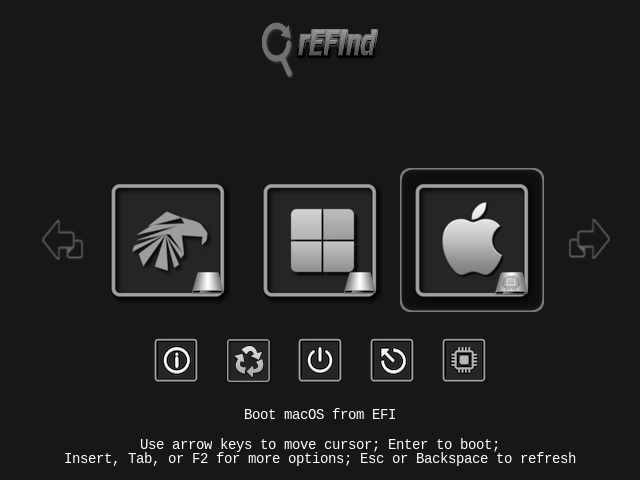 rEFInd
Boot macOS from EFI
Use arrow keys to move cursor; Enter to boot;
Insert, Tab, or F2 for more options; Esc or Backspace to refresh